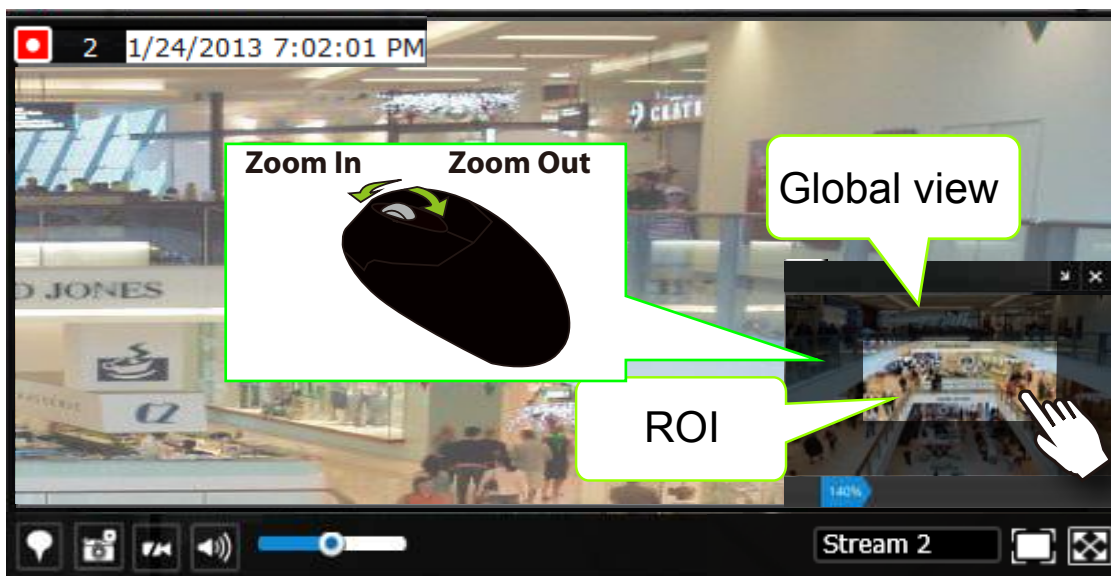 2 1/24/2013 7:02:01 PM
CRATE
Zoom In Zoom Out
Global view
D JONES
ROI
140%
Stream 2